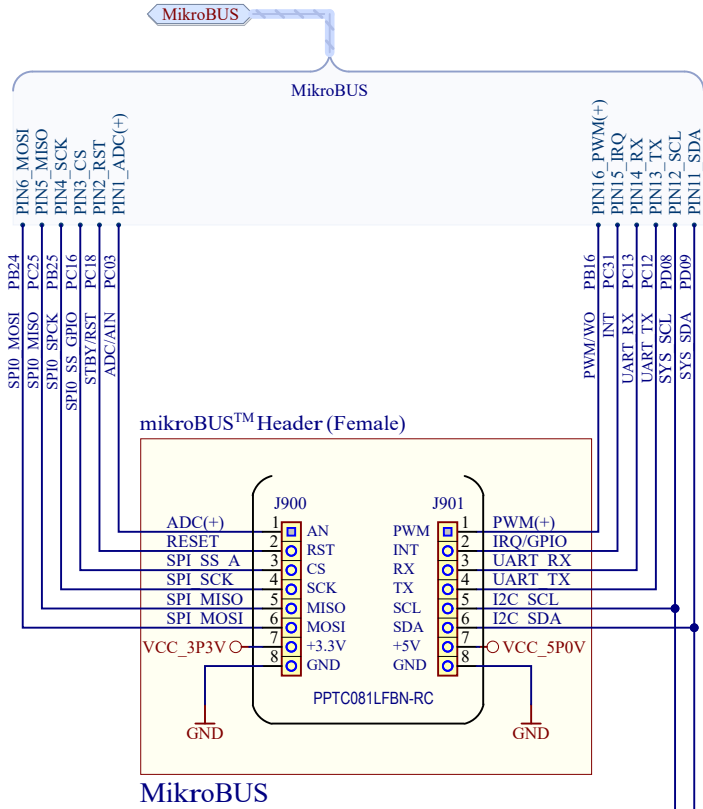 MikroBUS
MikroBUS
PIN6_MOSI
PIN5_MISO
PIN4_SCK
PIN3_CS
PIN2_RST
PIN1_ADC(+)
PIN16_PWM(+)
PIN15_IRQ
PIN14_RX
PIN13_TX
PIN12_SCL
PIN11_SDA
SPI0_MOSI PB24
SPI0_MISO PC25
SPI0_SPCK PB25
SPI0_SS_GPIO PC16
STBY/RST PC18
ADC/AIN PC03
PWM/WO PB16
INT PC31
UART_RX PC13
UART_TX PC12
SYS_SCL PD08
SYS_SDA PD09
mikroBUS™ Header (Female)
J900 J901
ADC(+) 1 AN PWM 1 PWM(+)
RESET 2 RST INT 2 IRQ/GPIO
SPI_SS_A 3 CS RX 3 UART_RX
SPI_SCK 4 SCK TX 4 UART_TX
SPI_MISO 5 MISO SCL 5 I2C_SCL
SPI_MOSI 6 MOSI SDA 6 I2C_SDA
VCC_3P3V 7 +3.3V +5V 7 VCC_5P0V
8 GND GND 8
PPTC081LFBN-RC
GND GND
MikroBUS